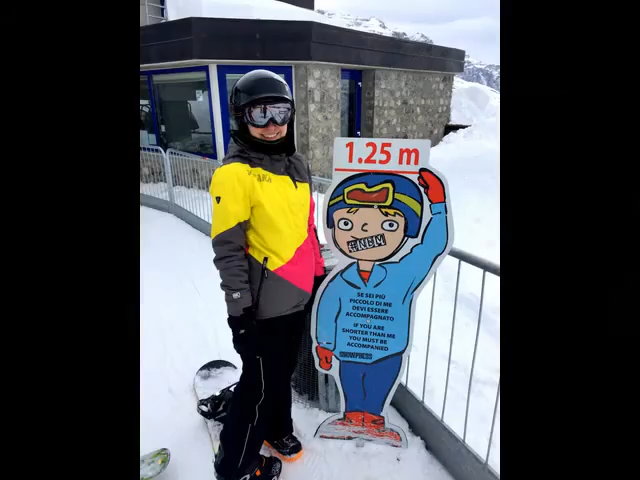 1.25 m
#NBM
SE SEI PIÙ
PICCOLO DI ME
DEVI ESSERE
ACCOMPAGNATO
IF YOU ARE
SHORTER THAN ME
YOU MUST BE
ACCOMPANIED